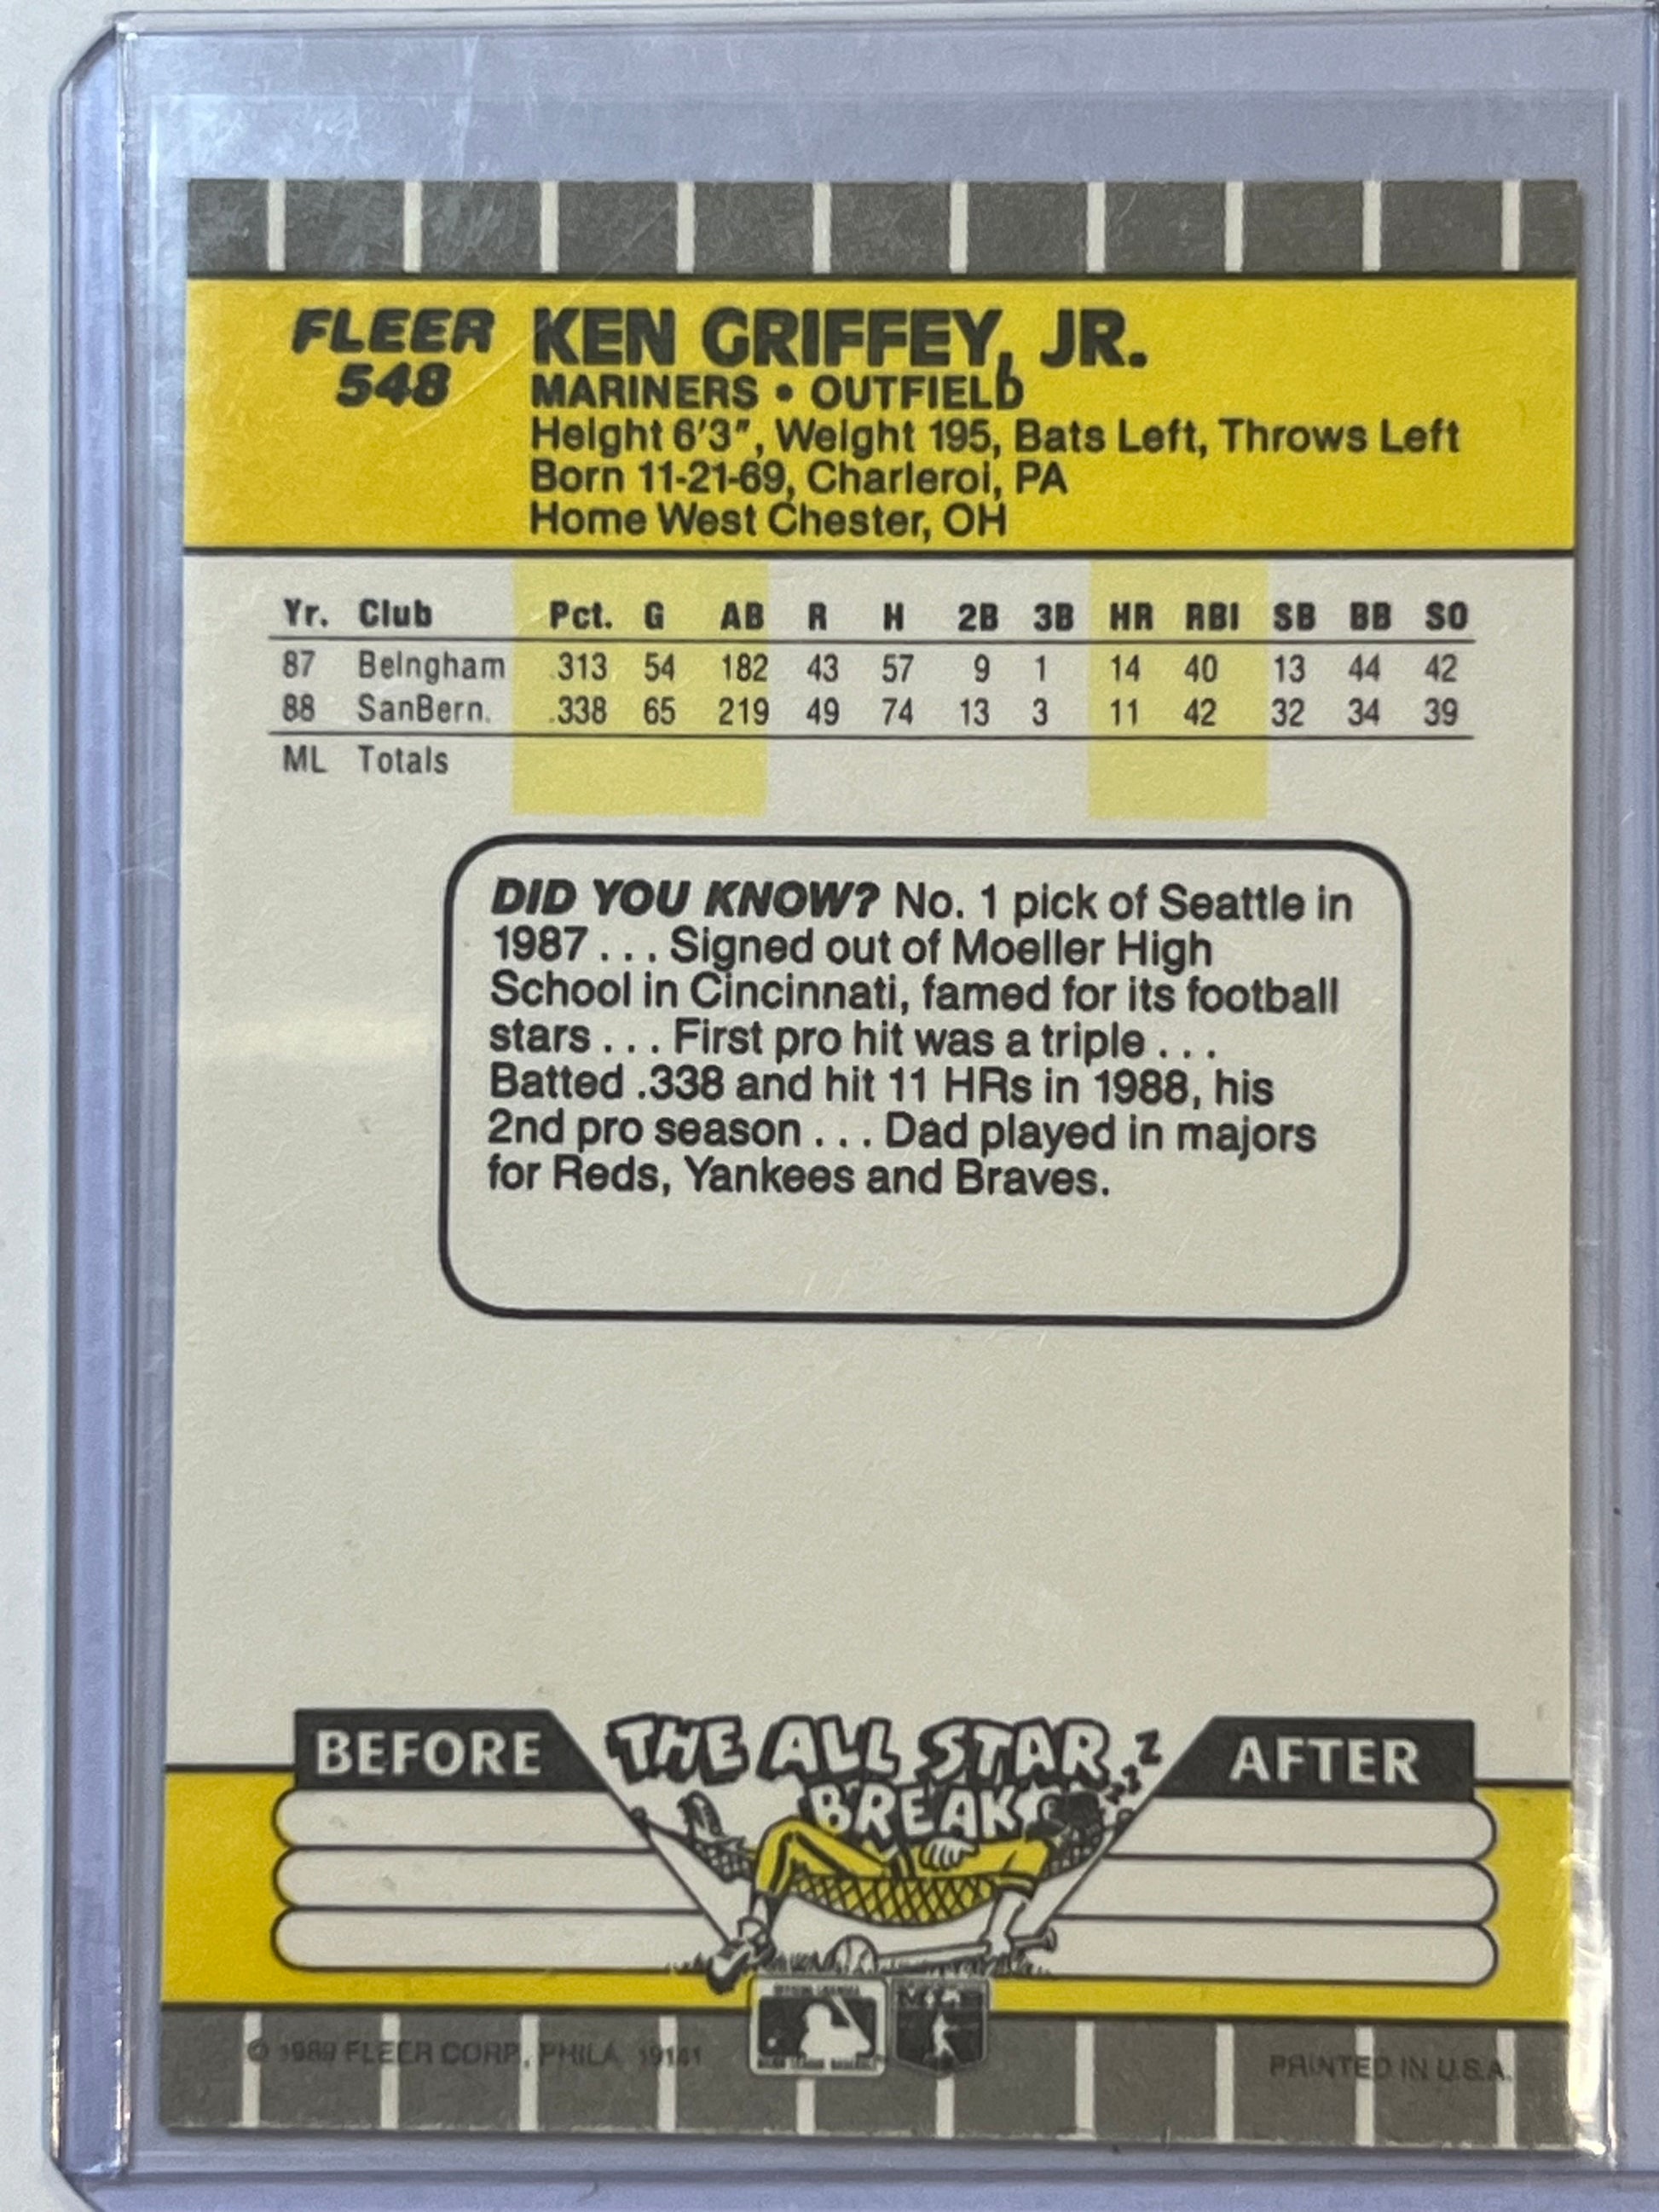 FLEER KEN GRIFFEY, JR.
548 MARINERS • OUTFIELD
Height 6'3", Weight 195, Bats Left, Throws Left
Born 11-21-69, Charleroi, PA
Home West Chester, OH
Yr. Club Pct. G AB R H 2B 3B HR RBI SB BB SO
87 Belngham .313 54 182 43 57 9 1 14 40 13 44 42
88 SanBern. .338 65 219 49 74 13 3 11 42 32 34 39
ML Totals
DID YOU KNOW? No. 1 pick of Seattle in
1987 . . . Signed out of Moeller High
School in Cincinnati, famed for its football
stars . . . First pro hit was a triple . . .
Batted .338 and hit 11 HRs in 1988, his
2nd pro season . . . Dad played in majors
for Reds, Yankees and Braves.
BEFORE THE ALL STAR Z AFTER
BREAK
© 1989 FLEER CORP., PHILA. 19141
PRINTED IN U.S.A.